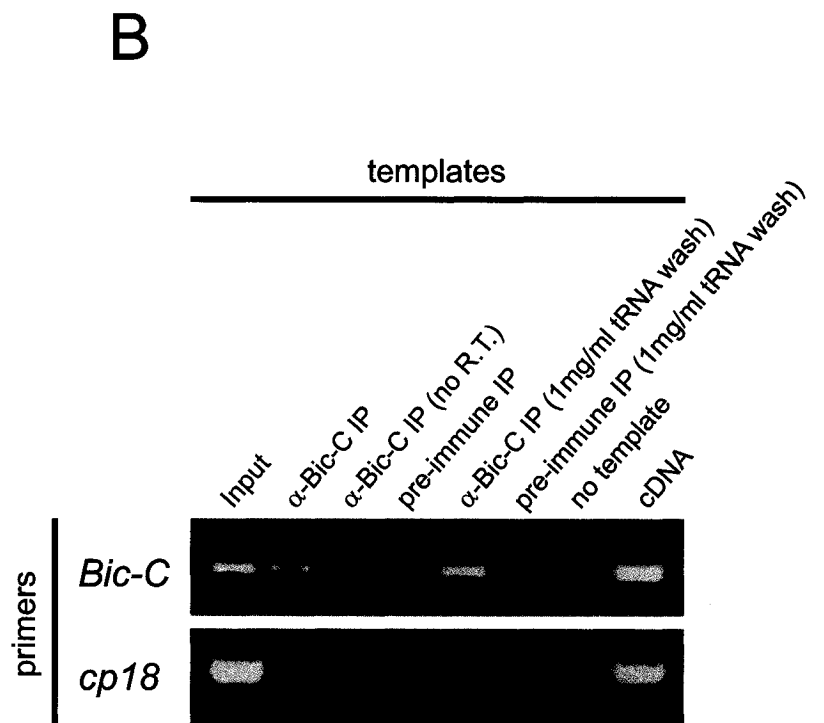 B
templates
Input
α-Bic-C IP
α-Bic-C IP (no R.T.)
pre-immune IP
α-Bic-C IP (1mg/ml tRNA wash)
pre-immune IP (1mg/ml tRNA wash)
no template
cDNA
primers
Bic-C
cp18